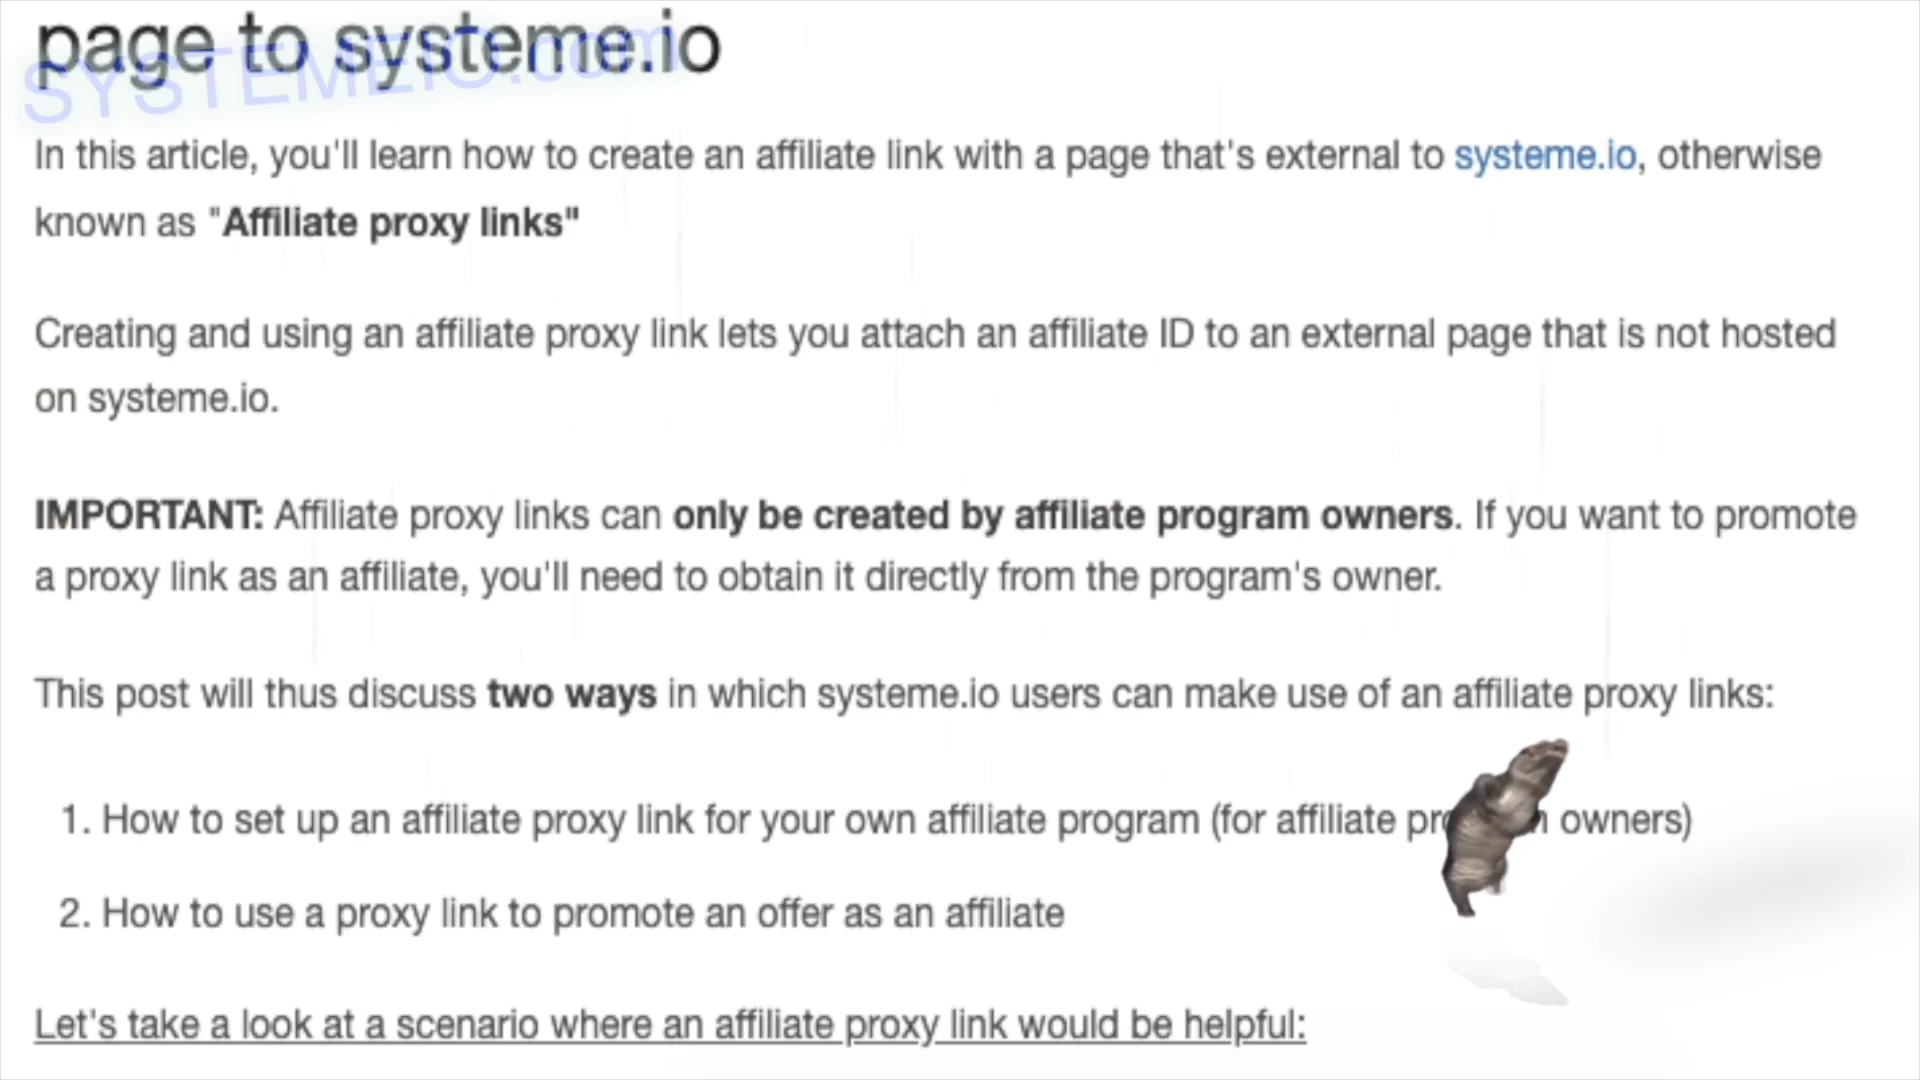 page to systeme.io
SYSTEMEIO.com
In this article, you'll learn how to create an affiliate link with a page that's external to systeme.io, otherwise
known as "Affiliate proxy links"
Creating and using an affiliate proxy link lets you attach an affiliate ID to an external page that is not hosted
on systeme.io.
IMPORTANT: Affiliate proxy links can only be created by affiliate program owners. If you want to promote
a proxy link as an affiliate, you'll need to obtain it directly from the program's owner.
This post will thus discuss two ways in which systeme.io users can make use of an affiliate proxy links:
1. How to set up an affiliate proxy link for your own affiliate program (for affiliate owners)
2. How to use a proxy link to promote an offer as an affiliate
Let's take a look at a scenario where an affiliate proxy link would be helpful: